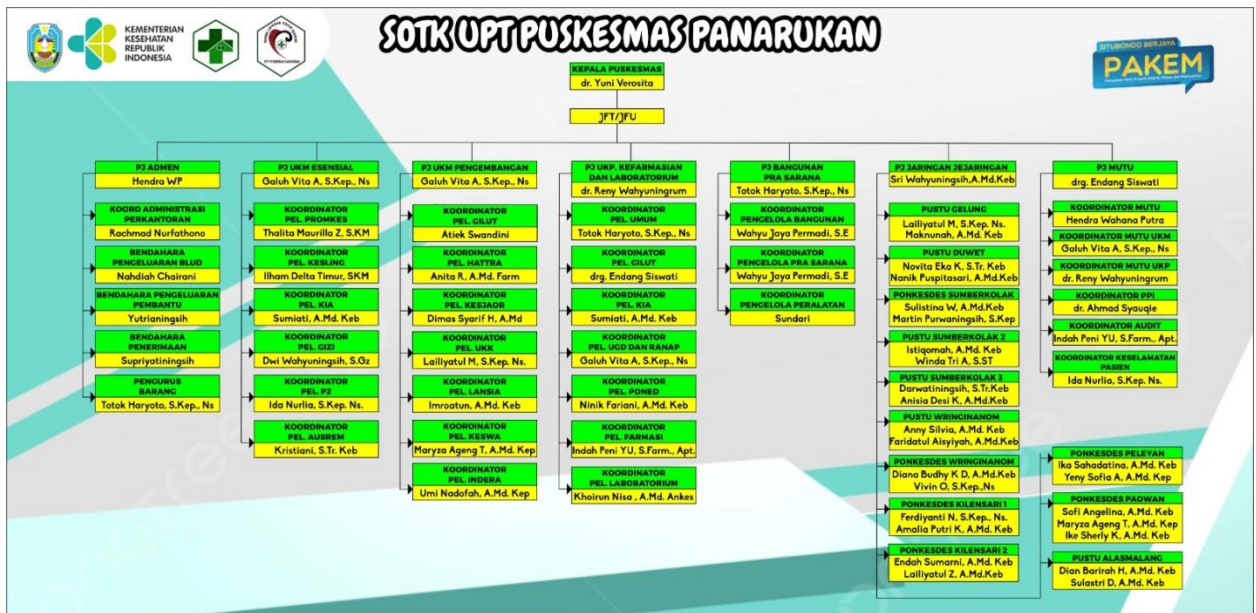 KEMENTERIAN
KESEHATAN
REPUBLIK
INDONESIA
SOTK UPT PUSKESMAS PANARUKAN
SITUBONDO BERJAYA
PAKEM
KEPALA PUSKESMAS
dr. Yuni Verosita
JFT/JFU
PJ ADMEN
Hendra WP
KOORD ADMINISTRASI
PERKANTORAN
Rachmad Nurfathono
BENDAHARA
PENGELUARAN BLUD
Nahdiah Chairani
BENDAHARA PENGELUARAN
PEMBANTU
Yutrianingsih
BENDAHARA
PENERIMAAN
Supriyatiningsih
PENGURUS
BARANG
Totok Haryoto, S.Kep., Ns
PJ UKM ESENSIAL
Galuh Vita A, S.Kep., Ns
KOORDINATOR
PEL. PROMKES
Thalita Maurilla Z, S.KM
KOORDINATOR
PEL. KESLING
Ilham Delta Timur, SKM
KOORDINATOR
PEL. KIA
Sumiati, A.Md. Keb
KOORDINATOR
PEL. GIZI
Dwi Wahyuningsih, S.Gz
KOORDINATOR
PEL. P2
Ida Nurlia, S.Kep. Ns.
KOORDINATOR
PEL. AUSREM
Kristiani, S.Tr. Keb
PJ UKM PENGEMBANGAN
Galuh Vita A, S.Kep., Ns
KOORDINATOR
PEL. GILUT
Atiek Swandini
KOORDINATOR
PEL. HATTRA
Anita R, A.Md. Farm
KOORDINATOR
PEL. KESJAOR
Dimas Syarif H, A.Md
KOORDINATOR
PEL. UKK
Lailiyatul M, S.Kep. Ns.
KOORDINATOR
PEL. LANSIA
Imroatun, A.Md. Keb
KOORDINATOR
PEL. KESWA
Maryza Ageng T, A.Md. Kep
KOORDINATOR
PEL. INDERA
Umi Nadofah, A.Md. Kep
PJ UKP, KEFARMASIAN
DAN LABORATORIUM
dr. Reny Wahyuningrum
KOORDINATOR
PEL. UMUM
Totok Haryoto, S.Kep., Ns
KOORDINATOR
PEL. GILUT
drg. Endang Siswati
KOORDINATOR
PEL. KIA
Sumiati, A.Md. Keb
KOORDINATOR
PEL. UGD DAN RANAP
Galuh Vita A, S.Kep., Ns
KOORDINATOR
PEL. PONED
Ninik Fariani, A.Md. Keb
KOORDINATOR
PEL. FARMASI
Indah Peni YU, S.Farm., Apt.
KOORDINATOR
PEL. LABORATORIUM
Khoirun Nisa , A.Md. Ankes
PJ BANGUNAN
PRA SARANA
Totok Haryoto, S.Kep., Ns
KOORDINATOR
PENGELOLA BANGUNAN
Wahyu Jaya Permadi, S.E
KOORDINATOR
PENGELOLA PRA SARANA
Wahyu Jaya Permadi, S.E
KOORDINATOR
PENGELOLA PERALATAN
Sundari
PJ JARINGAN JEJARINGAN
Sri Wahyuningsih,A.Md.Keb
PUSTU GELUNG
Lailiyatul M, S.Kep. Ns.
Maknunah, A.Md. Keb
PUSTU DUWET
Novita Eka K, S.Tr. Keb
Nanik Puspitasari, A.Md.Keb
PONKESDES SUMBERKOLAK
Sulistina W, A.Md.Keb
Martin Purwaningsih, S.Kep
PUSTU SUMBERKOLAK 2
Istiqomah, A.Md. Keb
Winda Tri A, S.ST
PUSTU SUMBERKOLAK 3
Darwatiningsih, S.Tr.Keb
Anisia Desi K, A.Md.Keb
PUSTU WRINGINANOM
Anny Silvia, A.Md. Keb
Faridatul Aisyiyah, A.Md.Keb
PONKESDES WRINGINANOM
Diana Budhy K D, A.Md.Keb
Vivin O, S.Kep.,Ns
PONKESDES KILENSARI 1
Ferdiyanti N, S.Kep., Ns.
Amalia Putri K, A.Md. Keb
PONKESDES KILENSARI 2
Endah Sumarni, A.Md. Keb
Lailiyatul Z, A.Md.Keb
PONKESDES PELEYAN
Ika Sahadatina, A.Md. Keb
Yeny Sofia A, A.Md. Kep
PONKESDES PAOWAN
Sofi Angelina, A.Md. Keb
Maryza Ageng T, A.Md. Kep
Ike Sherly K, A.Md. Keb
PUSTU ALASMALANG
Dian Barirah H, A.Md. Keb
Sulastri D, A.Md. Keb
PJ MUTU
drg. Endang Siswati
KOORDINATOR MUTU
Hendra Wahana Putra
KOORDINATOR MUTU UKM
Galuh Vita A, S.Kep., Ns
KOORDINATOR MUTU UKP
dr. Reny Wahyuningrum
KOORDINATOR PPI
dr. Ahmad Syauqie
KOORDINATOR AUDIT
Indah Peni YU, S.Farm., Apt.
KOORDINATOR KESELAMATAN
PASIEN
Ida Nurlia, S.Kep. Ns.